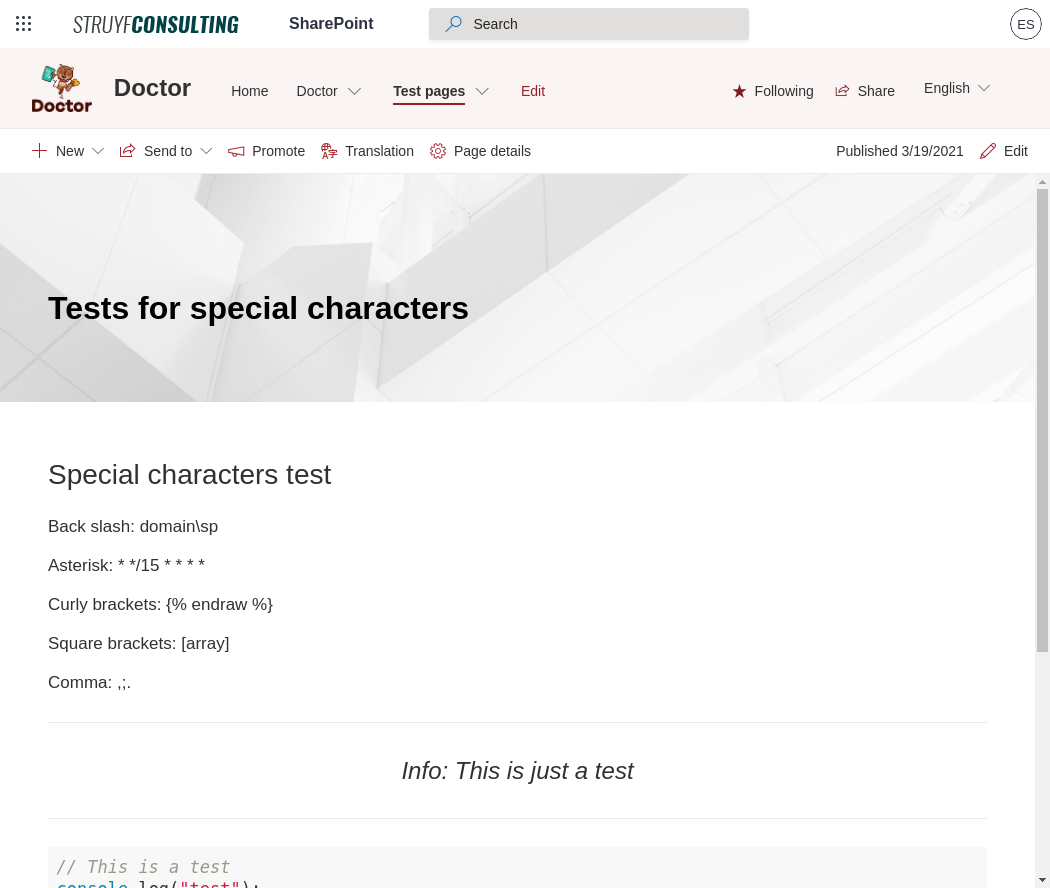 STRUYFCONSULTING SharePoint Search ES
Doctor Doctor Home Doctor Test pages Edit Following Share English
New Send to Promote Translation Page details Published 3/19/2021 Edit
Tests for special characters
Special characters test
Back slash: domain\sp
Asterisk: * */15 * * * *
Curly brackets: {% endraw %}
Square brackets: [array]
Comma: ,;.
Info: This is just a test
// This is a test
console.log("test");